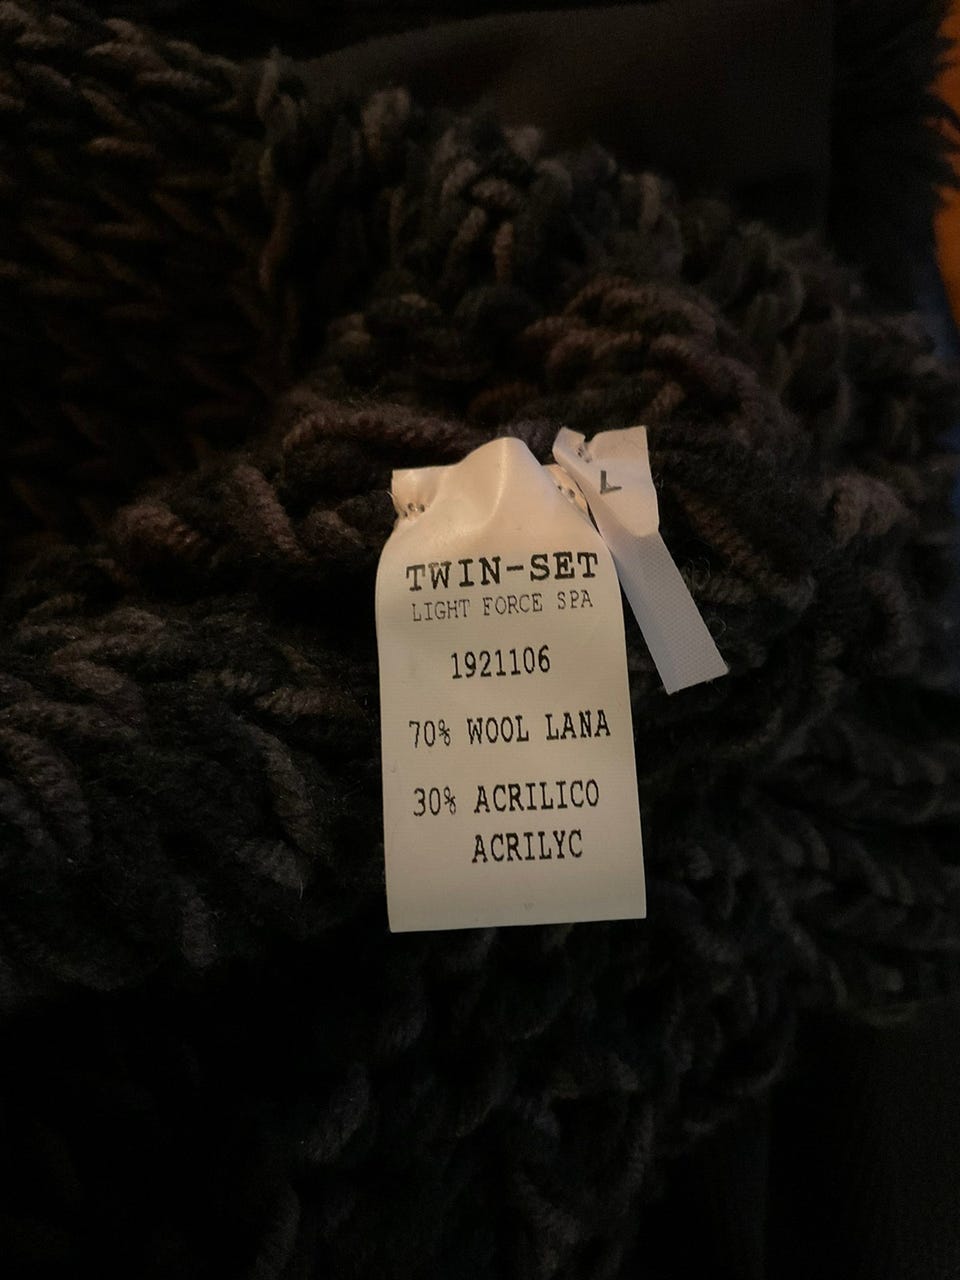 TWIN-SET
LIGHT FORCE SPA
1921106
70% WOOL LANA
30% ACRILICO
ACRILYC